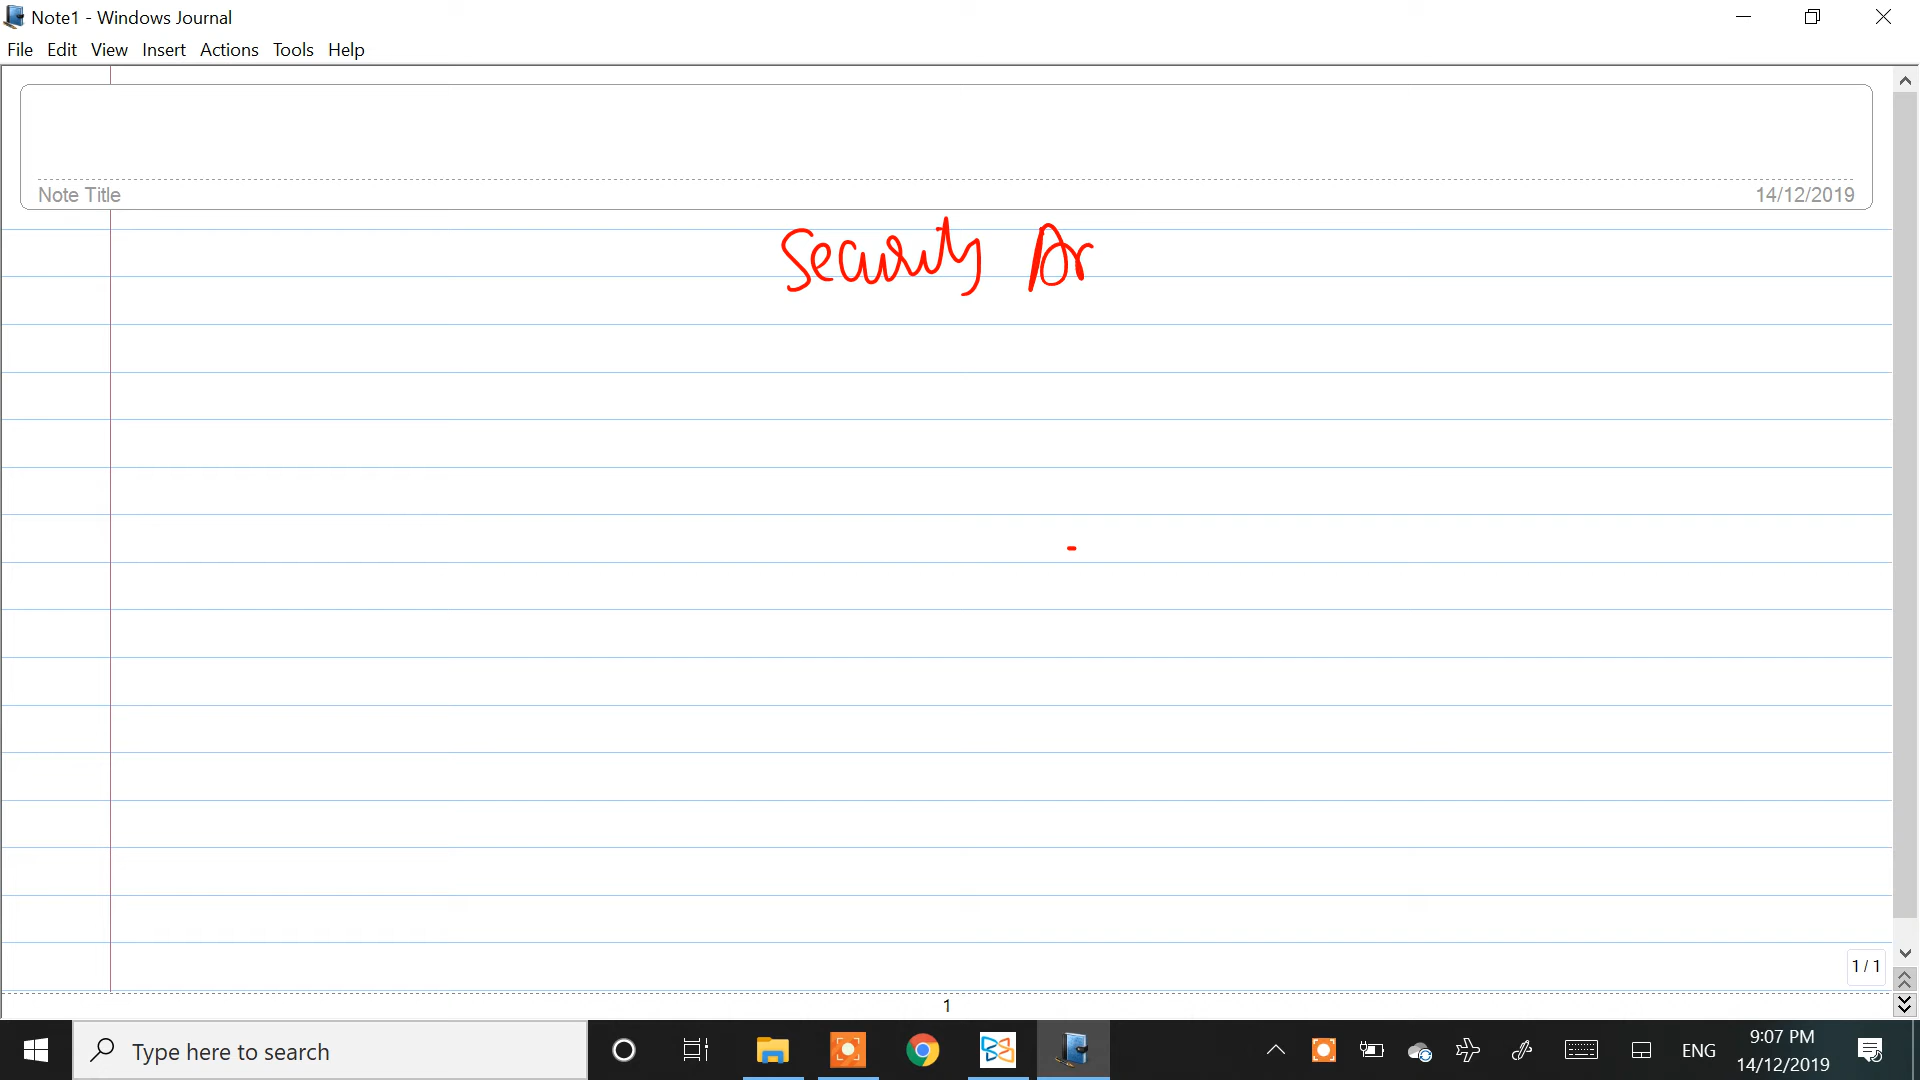 Note1 - Windows Journal
File Edit View Insert Actions Tools Help
Note Title 14/12/2019
Security Ar
1 / 1
1
Type here to search ENG 9:07 PM
14/12/2019